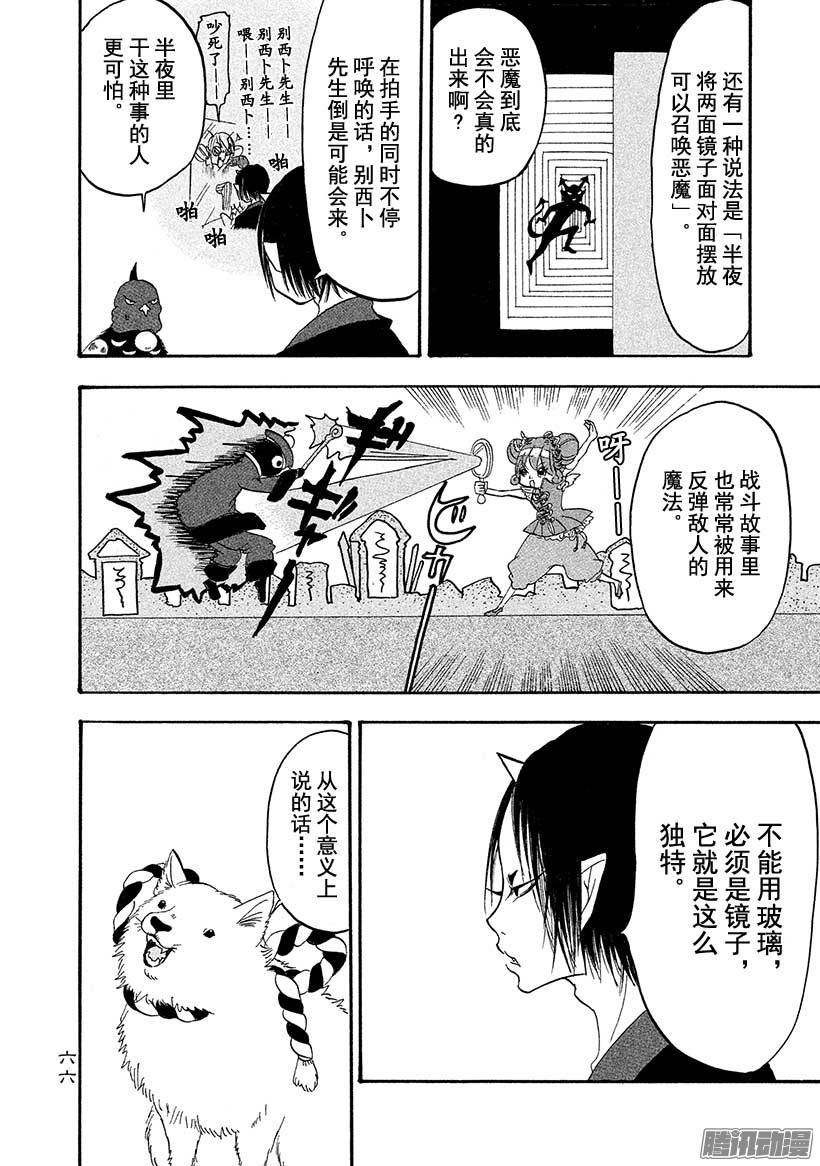 还有一种说法是「半夜
将两面镜子面对面摆放
可以召唤恶魔」。
恶魔到底
会不会真的
出来啊？
在拍手的同时不停
呼唤的话，别西卜
先生倒是可能会来。
别西卜先生——
别西卜先生——
喂——别西卜……
吵死了——
啪
啪
啪
半夜里
干这种事的人
更可怕。
战斗故事里
也常常被用来
反弹敌人的
魔法。
呀——
ビカ——
不能用玻璃，
必须是镜子，
它就是这么
独特。
从这个意义上
说的话……
六六
腾讯动漫